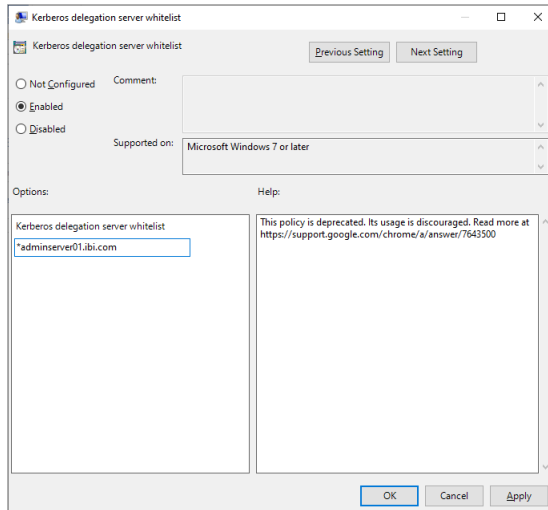 Kerberos delegation server whitelist
Kerberos delegation server whitelist
Previous Setting
Next Setting
Not Configured
Comment:
Enabled
Disabled
Supported on:
Microsoft Windows 7 or later
Options:
Help:
Kerberos delegation server whitelist
*adminserver01.ibi.com
This policy is deprecated. Its usage is discouraged. Read more at
https://support.google.com/chrome/a/answer/7643500
OK
Cancel
Apply